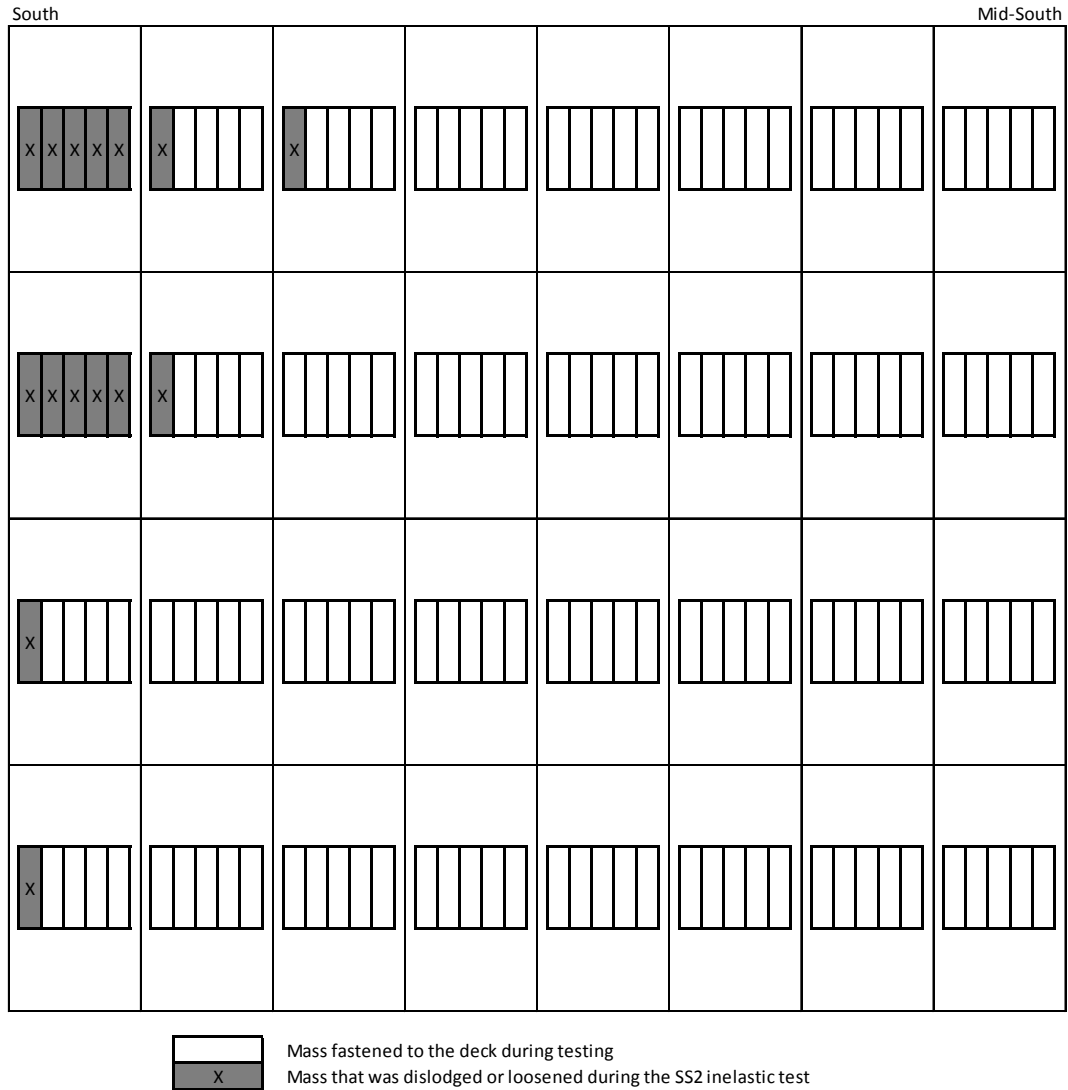 South Mid-South
X X X X X X X
X X X X X X
X
X
Mass fastened to the deck during testing
X Mass that was dislodged or loosened during the SS2 inelastic test